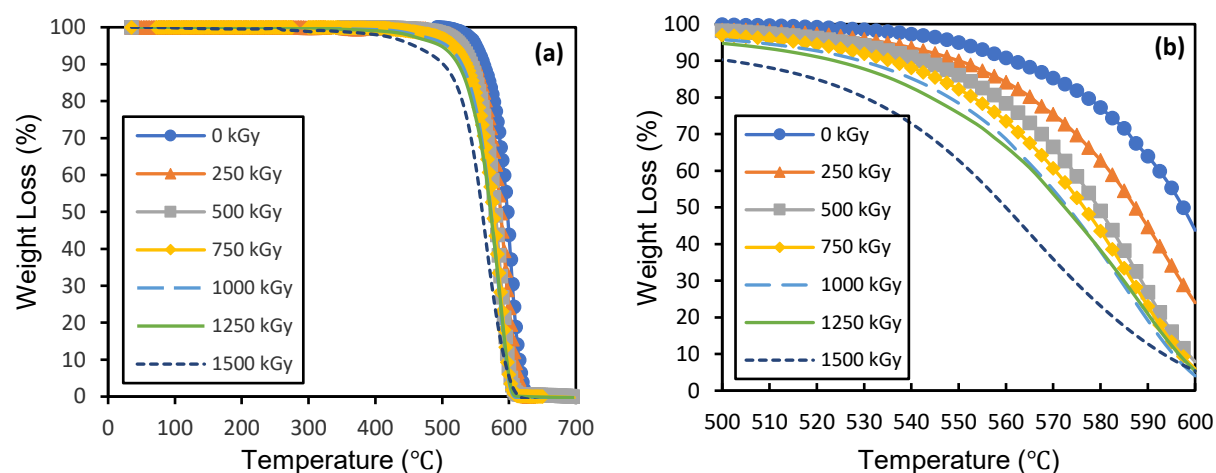 (a)
Weight Loss (%)
100
90
80
70
60
50
40
30
20
10
0
0 kGy
250 kGy
500 kGy
750 kGy
1000 kGy
1250 kGy
1500 kGy
0 100 200 300 400 500 600 700
Temperature (℃)
(b)
Weight Loss (%)
100
90
80
70
60
50
40
30
20
10
0
0 kGy
250 kGy
500 kGy
750 kGy
1000 kGy
1250 kGy
1500 kGy
500 510 520 530 540 550 560 570 580 590 600
Temperature (℃)